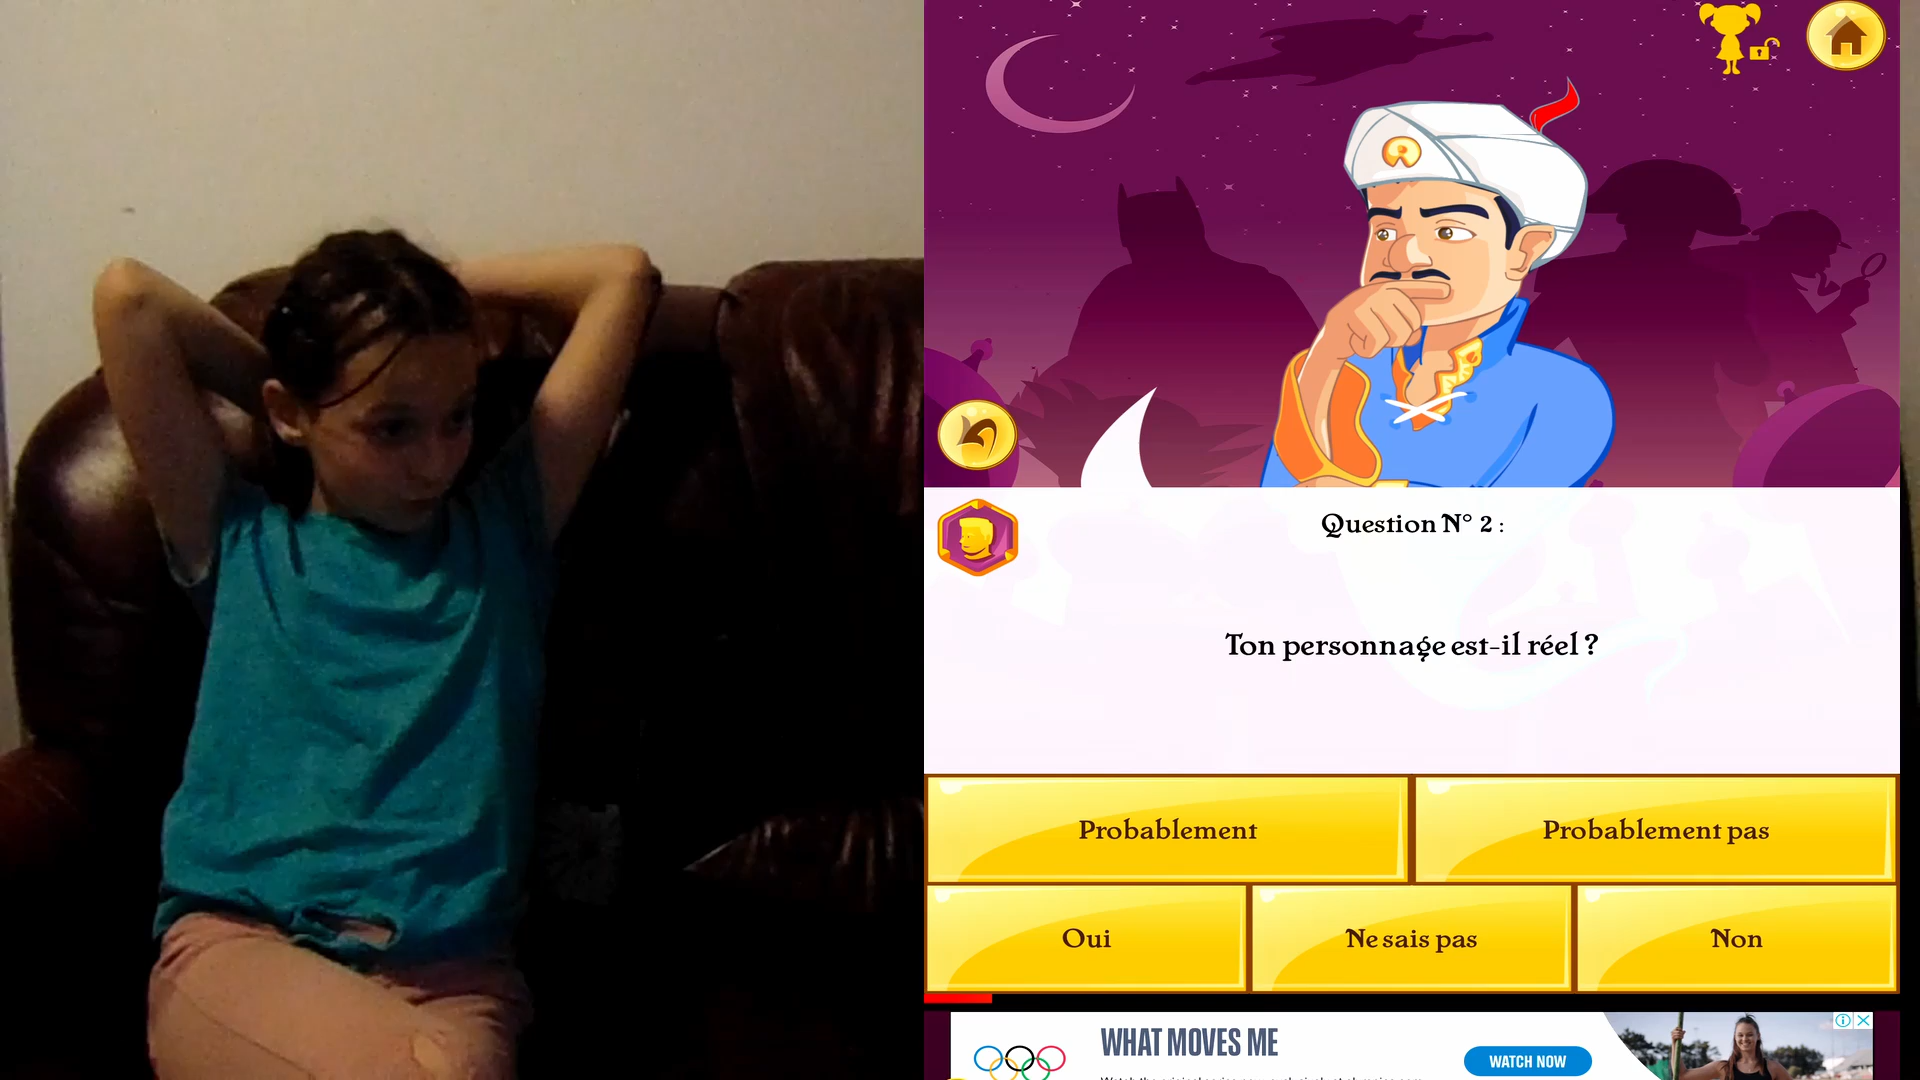 Question N° 2 :
Ton personnage est-il réel ?
Probablement
Probablement pas
Oui
Ne sais pas
Non
WHAT MOVES ME
WATCH NOW